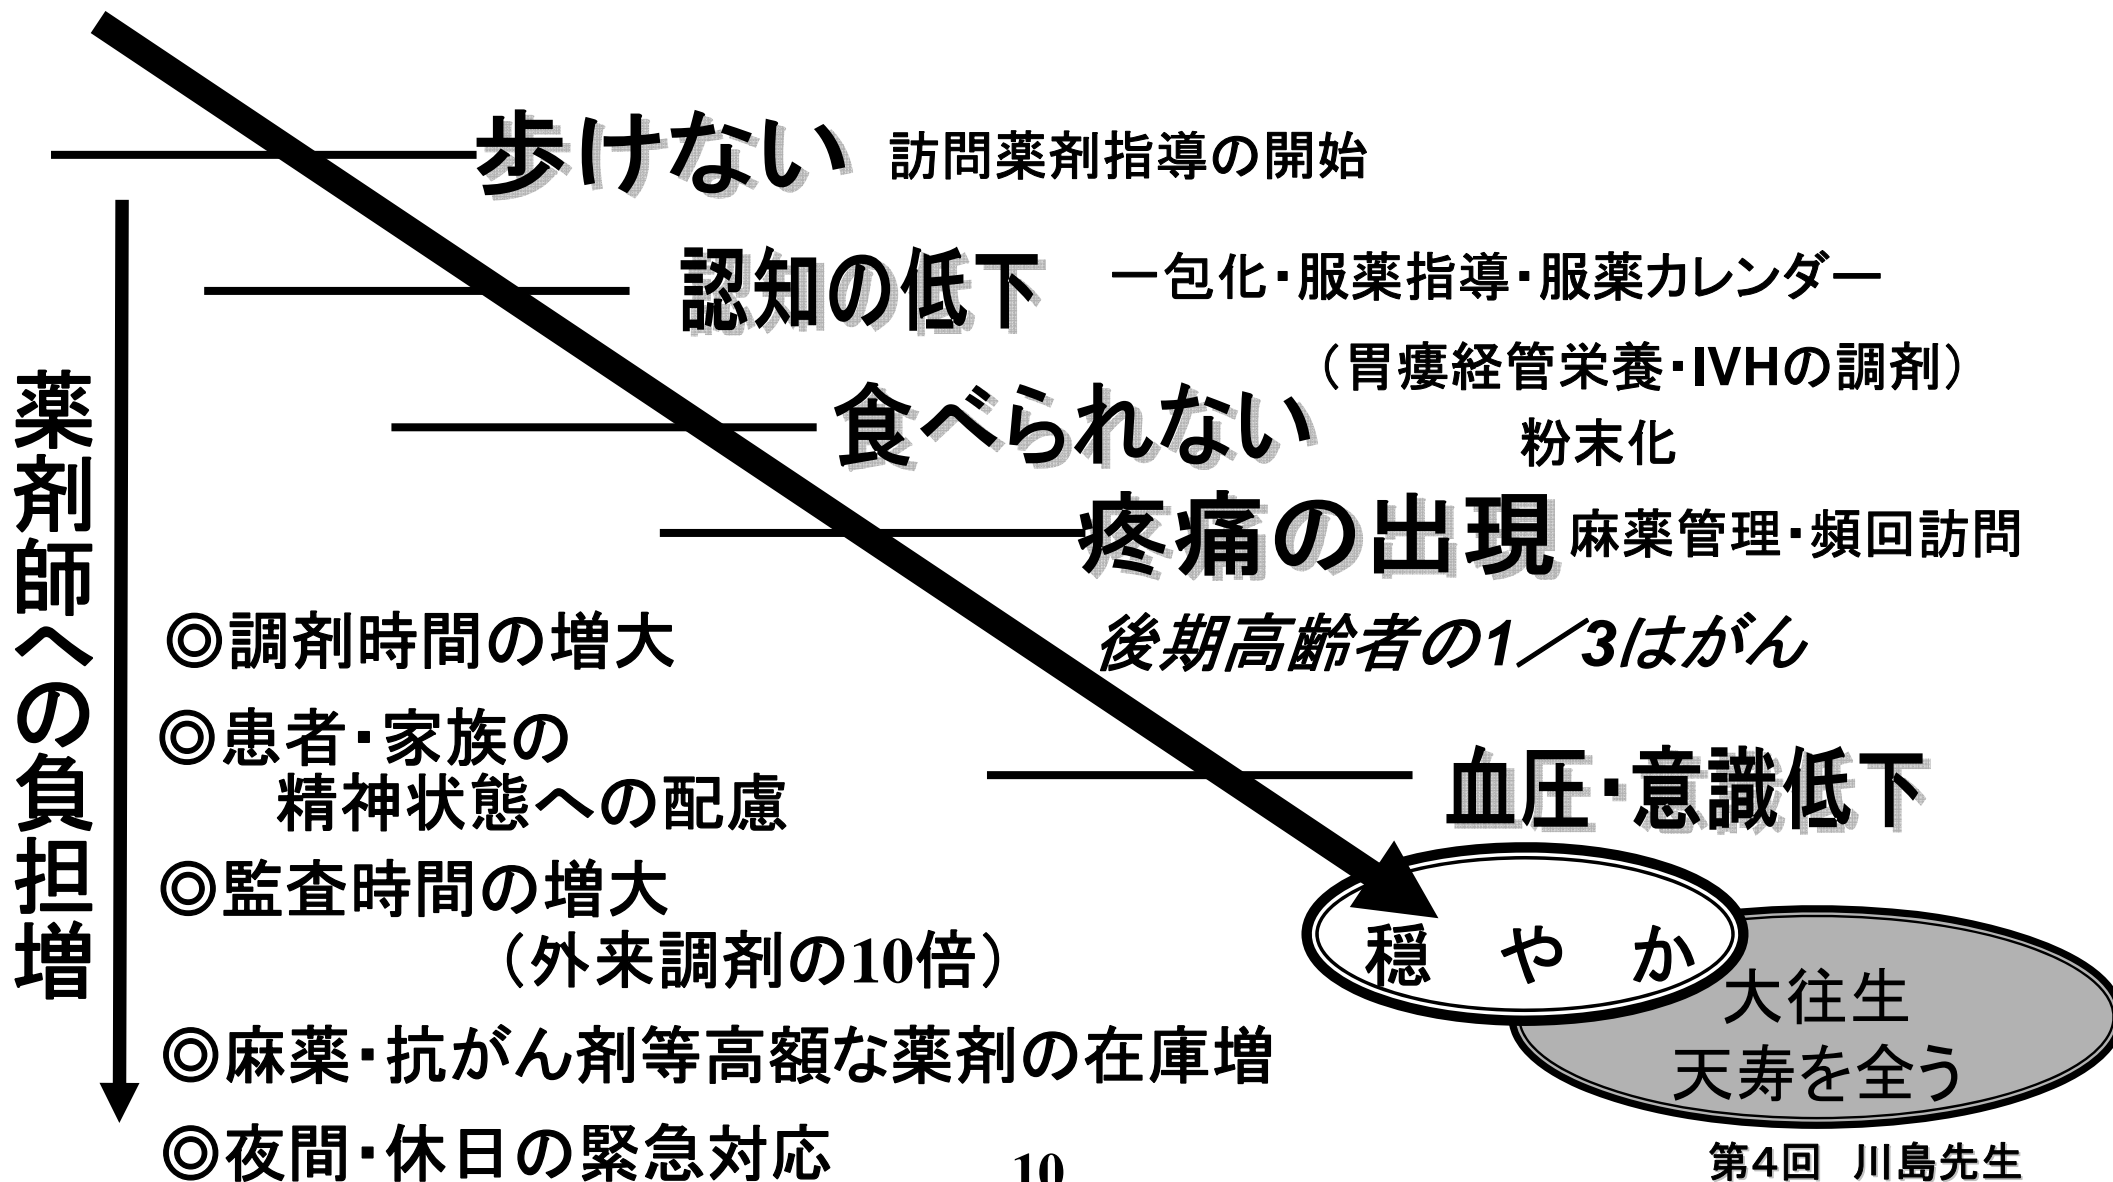 歩けない 訪問薬剤指導の開始
認知の低下 一包化・服薬指導・服薬カレンダー
（胃瘻経管栄養・IVHの調剤）
食べられない
粉末化
疼痛の出現 麻薬管理・頻回訪問
後期高齢者の1／3はがん
血圧・意識低下
穏 や か
大往生
天寿を全う
薬剤師への負担増
◎調剤時間の増大
◎患者・家族の
精神状態への配慮
◎監査時間の増大
（外来調剤の10倍）
◎麻薬・抗がん剤等高額な薬剤の在庫増
◎夜間・休日の緊急対応
10
第4回 川島先生